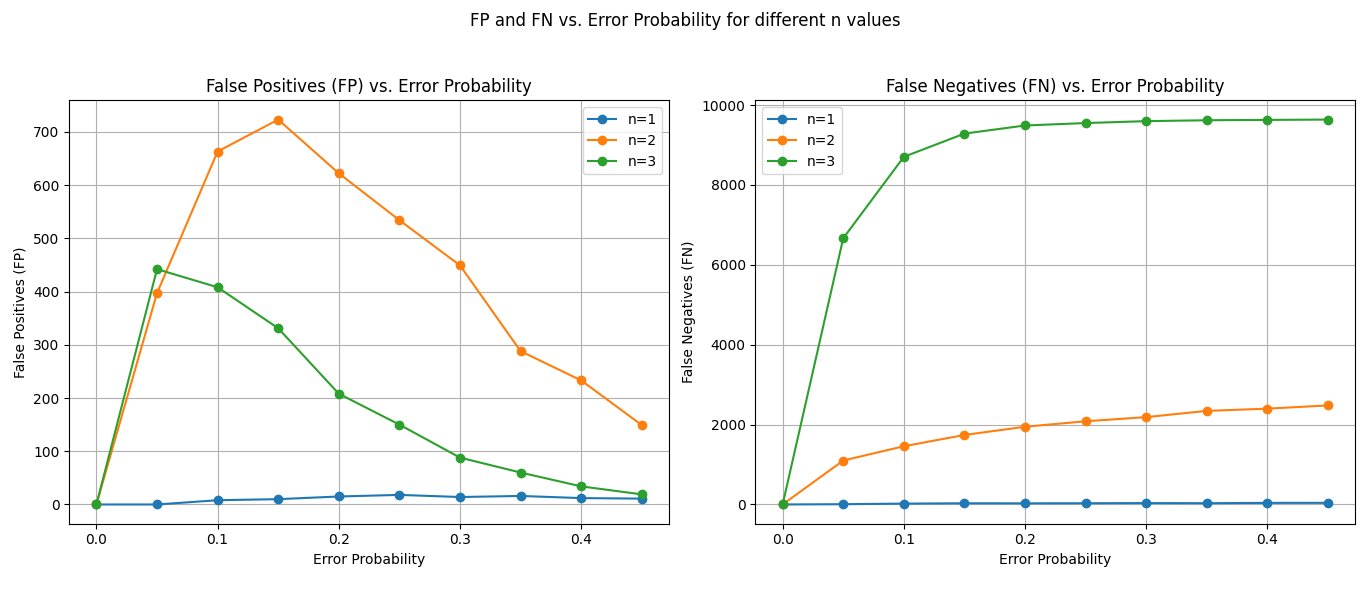 FP and FN vs. Error Probability for different n values
False Positives (FP) vs. Error Probability
n=1
n=2
n=3
700
600
500
400
300
200
100
0
False Positives (FP)
0.0 0.1 0.2 0.3 0.4
Error Probability
False Negatives (FN) vs. Error Probability
n=1
n=2
n=3
10000
8000
6000
4000
2000
0
False Negatives (FN)
0.0 0.1 0.2 0.3 0.4
Error Probability